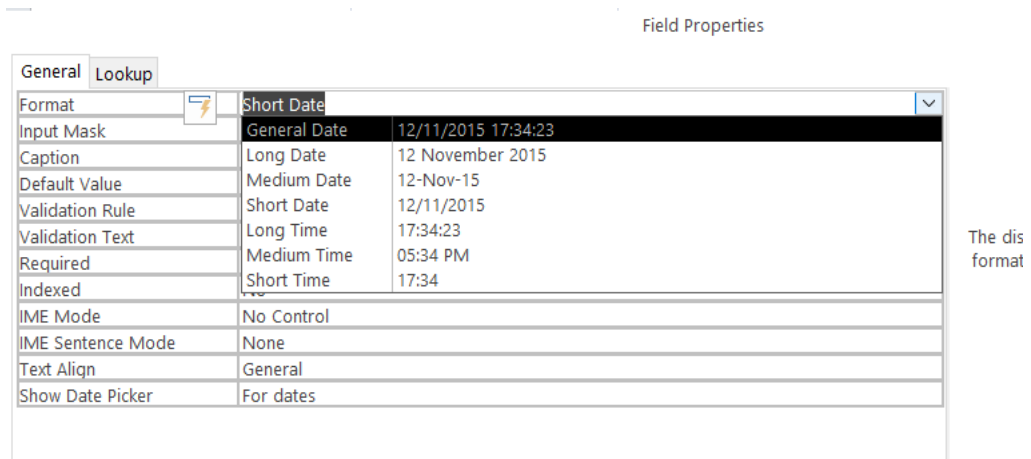 Field Properties
General Lookup
Format Short Date
Input Mask General Date 12/11/2015 17:34:23
Caption Long Date 12 November 2015
Default Value Medium Date 12-Nov-15
Validation Rule Short Date 12/11/2015
Validation Text Long Time 17:34:23
Required Medium Time 05:34 PM
Indexed Short Time 17:34
IME Mode No Control
IME Sentence Mode None
Text Align General
Show Date Picker For dates
The dis
format